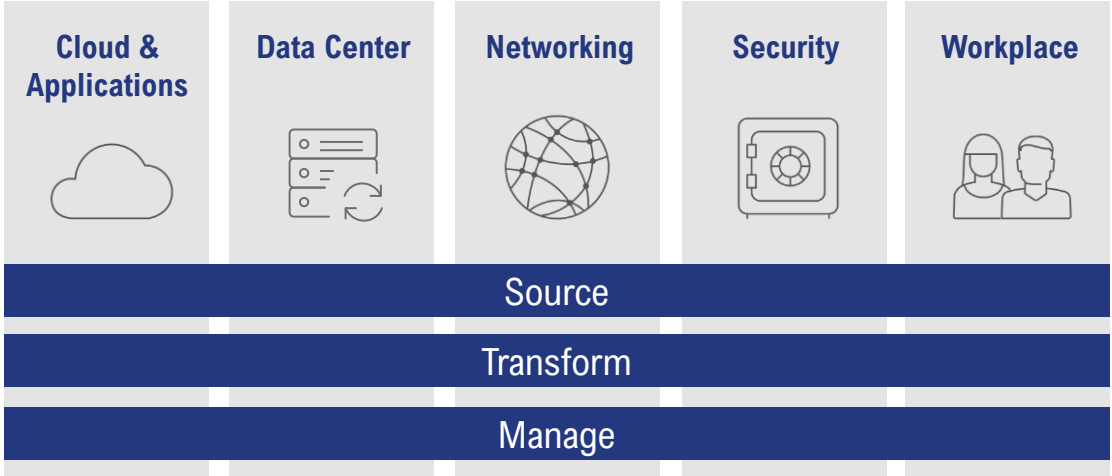 Cloud &
Applications
Data Center
Networking
Security
Workplace
Source
Transform
Manage